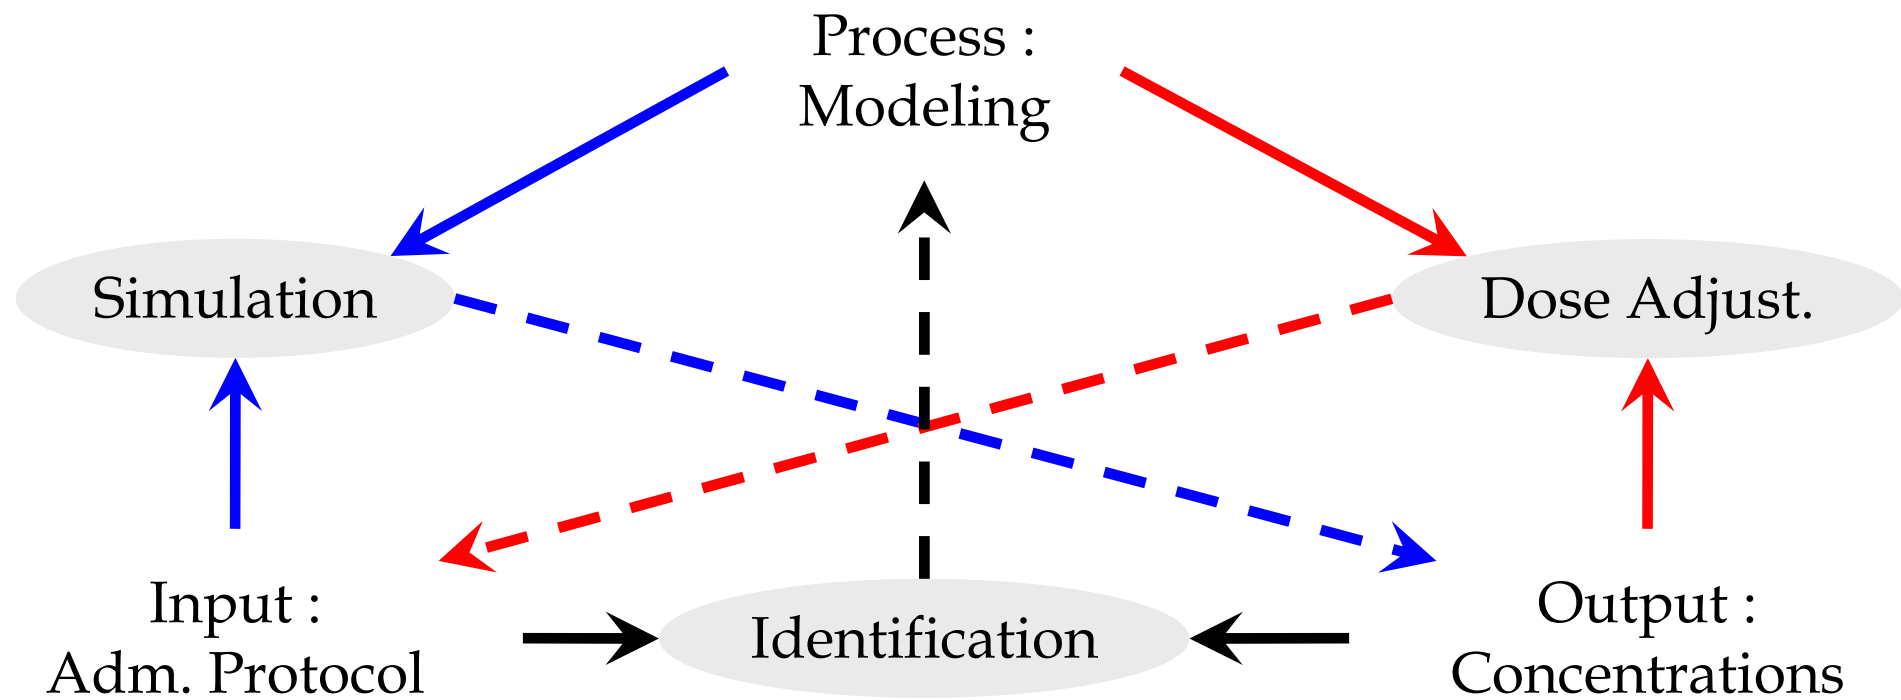 Process :
Modeling
Simulation
Dose Adjust.
Input :
Adm. Protocol
Identification
Output :
Concentrations